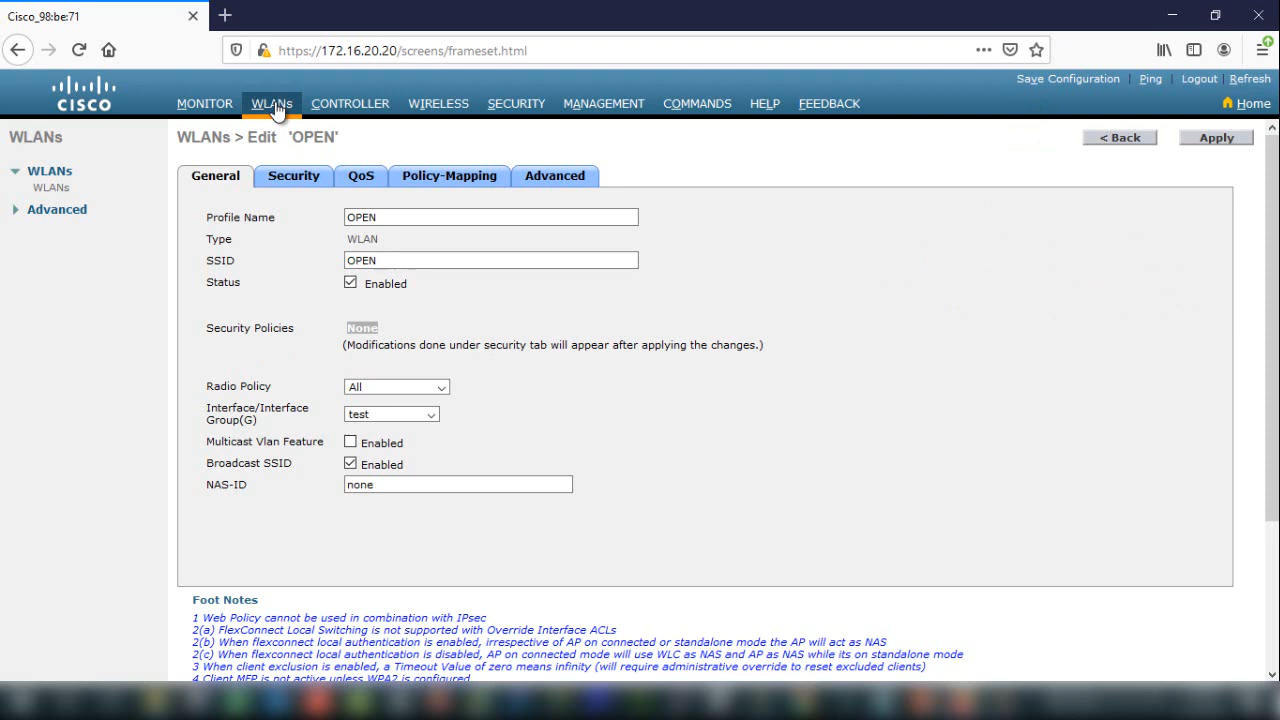 Cisco_98:be:71
https://172.16.20.20/screens/frameset.html
Save Configuration | Ping | Logout | Refresh
CISCO
MONITOR WLANs CONTROLLER WIRELESS SECURITY MANAGEMENT COMMANDS HELP FEEDBACK
Home
WLANs
WLANs > Edit 'OPEN'
< Back
Apply
WLANs
WLANs
Advanced
General Security QoS Policy-Mapping Advanced
Profile Name OPEN
Type WLAN
SSID OPEN
Status Enabled
Security Policies None
(Modifications done under security tab will appear after applying the changes.)
Radio Policy All
Interface/Interface
Group(G) test
Multicast Vlan Feature Enabled
Broadcast SSID Enabled
NAS-ID none
Foot Notes
1 Web Policy cannot be used in combination with IPsec
2(a) FlexConnect Local Switching is not supported with Override Interface ACLs
2(b) When flexconnect local authentication is enabled, irrespective of AP on connected or standalone mode the AP will act as NAS
2(c) When flexconnect local authentication is disabled, AP on connected mode will use WLC as NAS and AP as NAS while its on standalone mode
3 When client exclusion is enabled, a Timeout Value of zero means infinity (will require administrative override to reset excluded clients)
4 Client MFP is not active unless WPA2 is configured